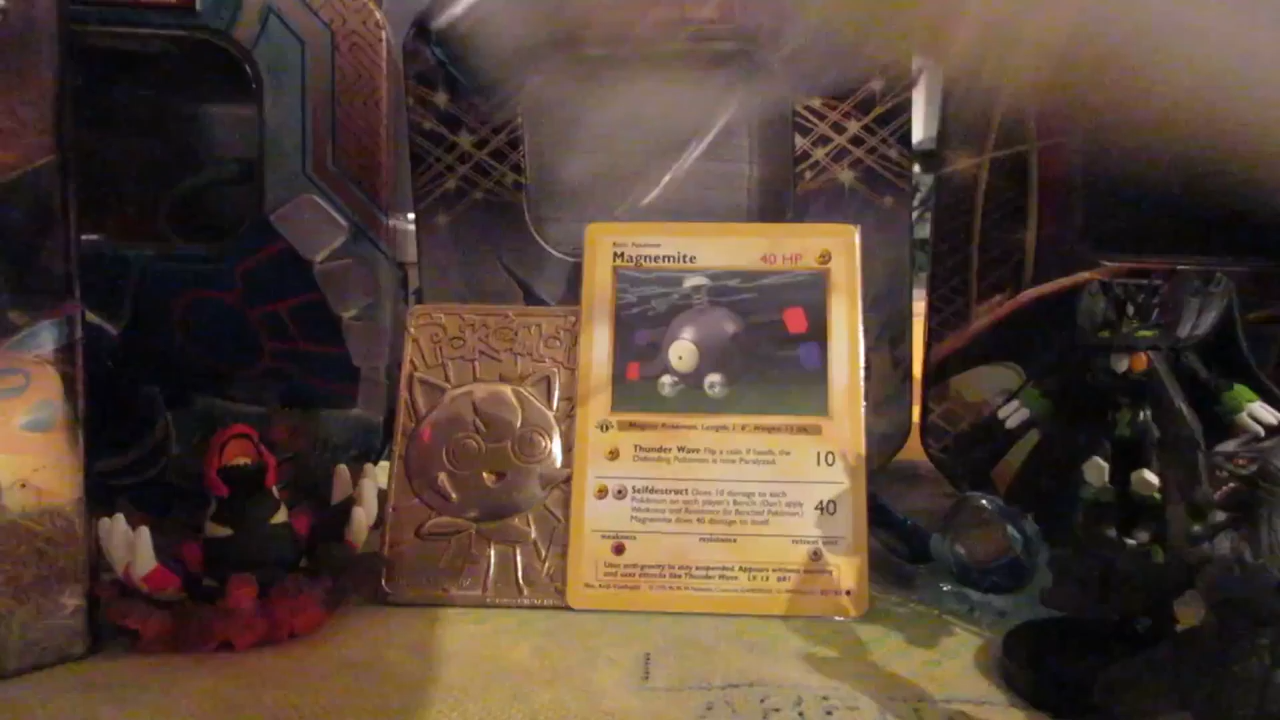 POKéMON
Basic Pokémon
Magnemite 40 HP
Magnet Pokémon. Length: 1' 0", Weight: 13 lbs.
Thunder Wave Flip a coin. If heads, the
Defending Pokémon is now Paralyzed.
10
Selfdestruct Does 10 damage to each
Pokémon on each player's Bench. (Don't apply
Weakness and Resistance for Benched Pokémon.)
Magnemite does 40 damage to itself.
40
weakness resistance retreat cost
Uses anti-gravity to stay suspended. Appears without warning
and uses attacks like Thunder Wave. LV. 13 #81